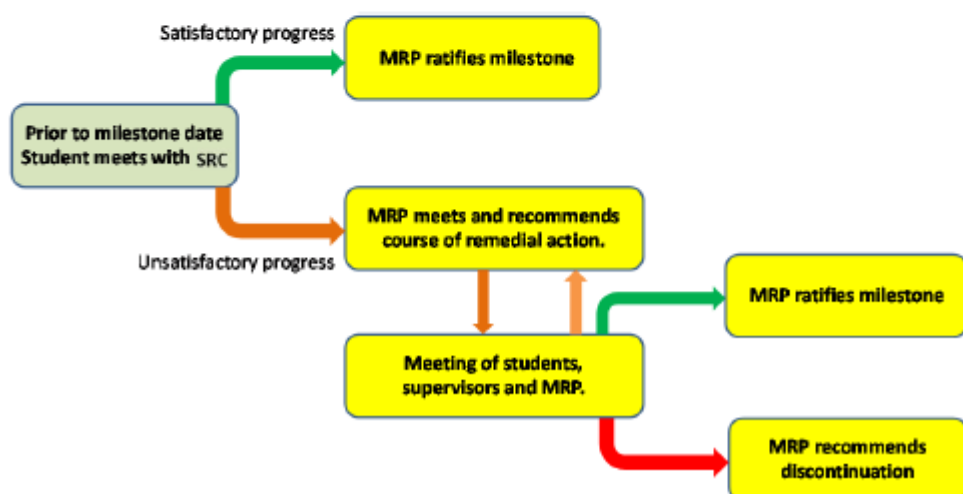 Satisfactory progress
MRP ratifies milestone
Prior to milestone date
Student meets with SRC
MRP meets and recommends
course of remedial action.
Unsatisfactory progress
MRP ratifies milestone
Meeting of students,
supervisors and MRP.
MRP recommends
discontinuation